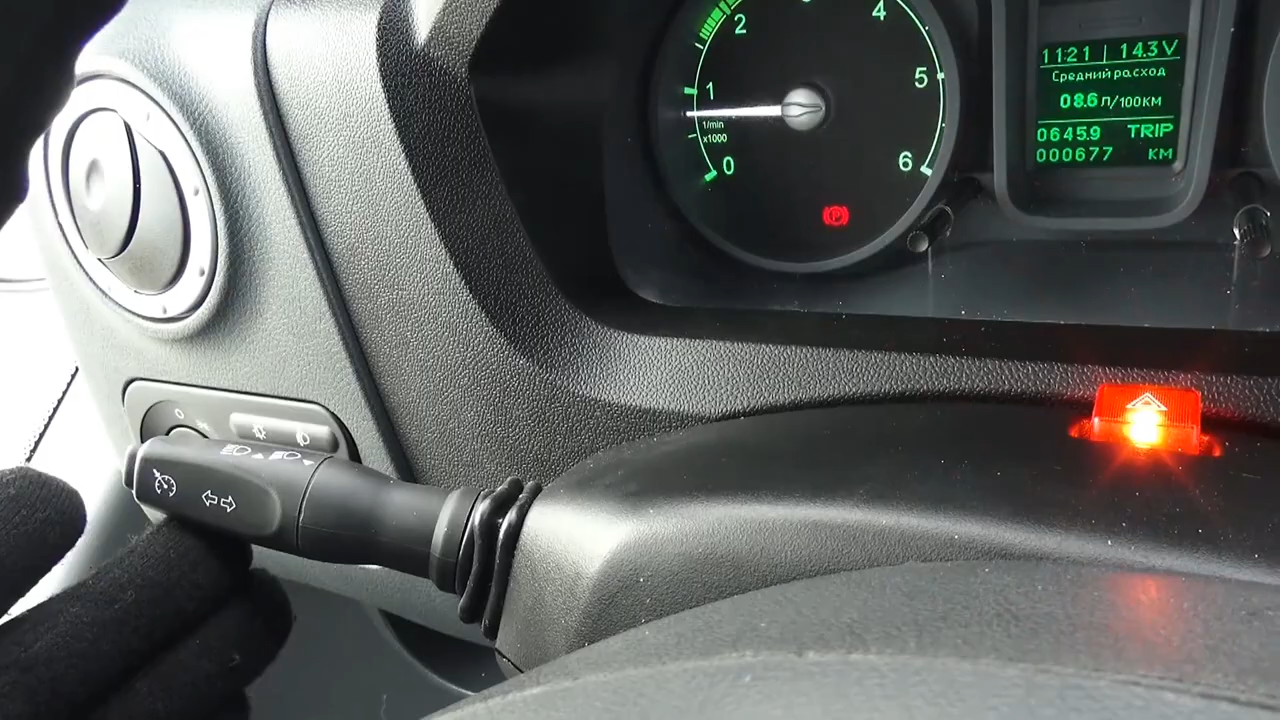 2
4
1
5
1/min
x1000
0
6
11:21 | 14.3 V
Средний расход
08.6 л/100км
0645.9 TRIP
000677 км
(P)